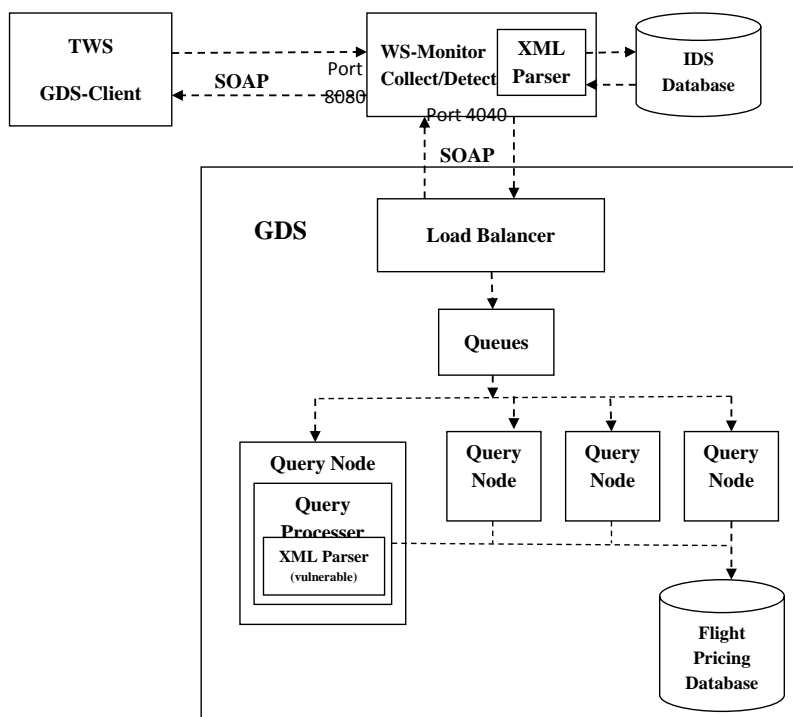 TWS
GDS-Client
SOAP
Port
8080
WS-Monitor
Collect/Detect
XML
Parser
IDS
Database
Port 4040
SOAP
GDS
Load Balancer
Queues
Query Node
Query
Processer
XML Parser
(vulnerable)
Query
Node
Query
Node
Query
Node
Flight
Pricing
Database